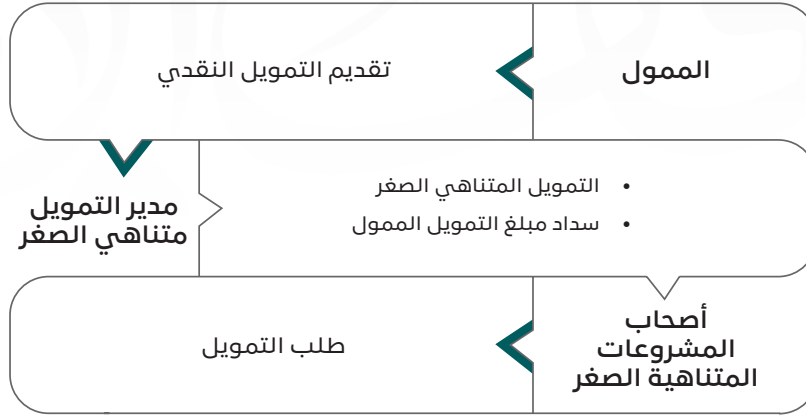 الممول
تقديم التمويل النقدي
• التمويل المتناهي الصغر
• سداد مبلغ التمويل الممول
مدير التمويل
متناهي الصغر
أصحاب
المشروعات
المتناهية الصغر
طلب التمويل